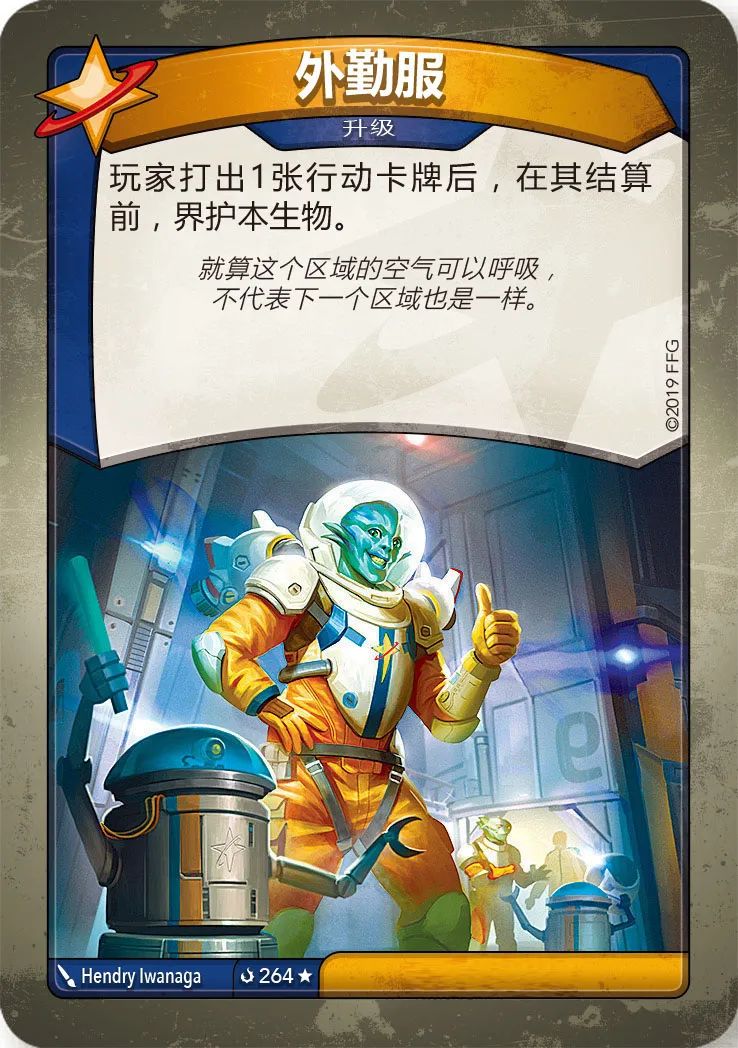 外勤服
升级
玩家打出1张行动卡牌后，在其结算
前，界护本生物。
就算这个区域的空气可以呼吸，
不代表下一个区域也是一样。
©2019 FFG
e
Hendry Iwanaga
264